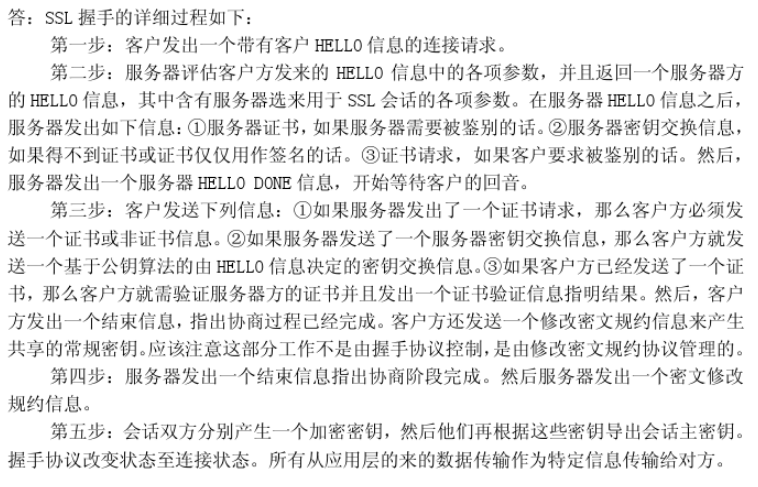 答：SSL 握手的详细过程如下：
第一步：客户发出一个带有客户 HELLO 信息的连接请求。
第二步：服务器评估客户方发来的 HELLO 信息中的各项参数，并且返回一个服务器方
的 HELLO 信息，其中含有服务器选来用于 SSL 会话的各项参数。在服务器 HELLO 信息之后，
服务器发出如下信息：①服务器证书，如果服务器需要被鉴别的话。②服务器密钥交换信息，
如果得不到证书或证书仅仅用作签名的话。③证书请求，如果客户要求被鉴别的话。然后，
服务器发出一个服务器 HELLO DONE 信息，开始等待客户的回音。
第三步：客户发送下列信息：①如果服务器发出了一个证书请求，那么客户方必须发
送一个证书或非证书信息。②如果服务器发送了一个服务器密钥交换信息，那么客户方就发
送一个基于公钥算法的由 HELLO 信息决定的密钥交换信息。③如果客户方已经发送了一个证
书，那么客户方就需验证服务器方的证书并且发出一个证书验证信息指明结果。然后，客户
方发出一个结束信息，指出协商过程已经完成。客户方还发送一个修改密文规约信息来产生
共享的常规密钥。应该注意这部分工作不是由握手协议控制，是由修改密文规约协议管理的。
第四步：服务器发出一个结束信息指出协商阶段完成。然后服务器发出一个密文修改
规约信息。
第五步：会话双方分别产生一个加密密钥，然后他们再根据这些密钥导出会话主密钥。
握手协议改变状态至连接状态。所有从应用层的来的数据传输作为特定信息传输给对方。